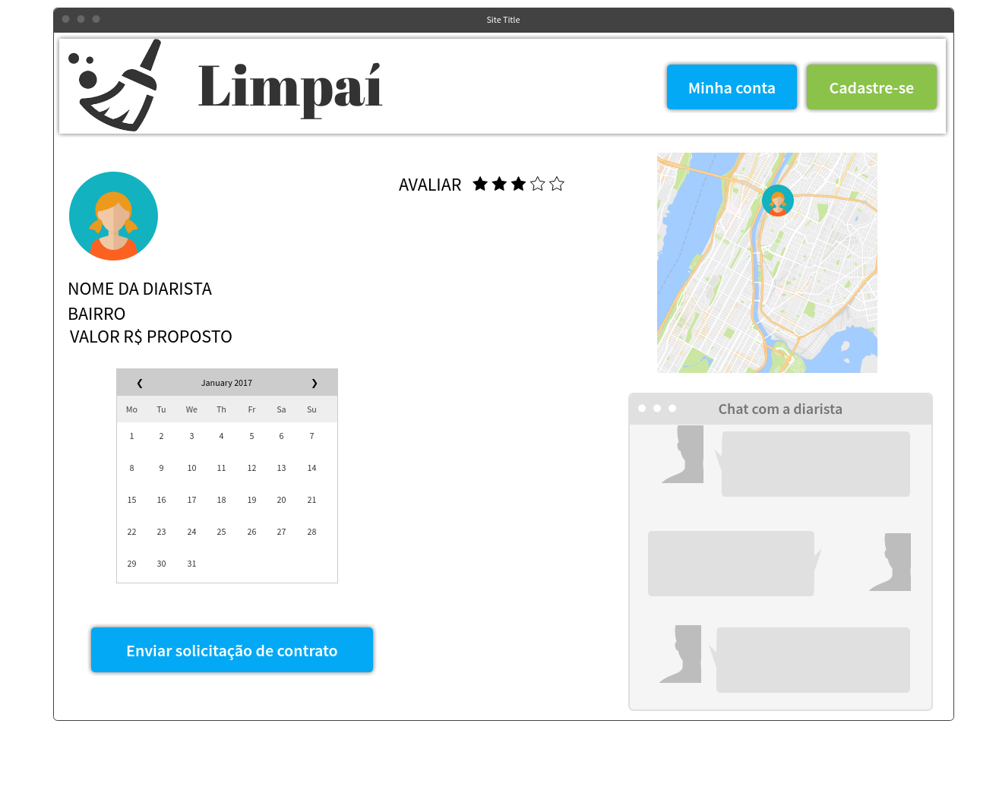 Site Title
Limpaí
Minha conta
Cadastre-se
AVALIAR
NOME DA DIARISTA
BAIRRO
VALOR R$ PROPOSTO
January 2017
Mo Tu We Th Fr Sa Su
1 2 3 4 5 6 7
8 9 10 11 12 13 14
15 16 17 18 19 20 21
22 23 24 25 26 27 28
29 30 31
Enviar solicitação de contrato
Chat com a diarista